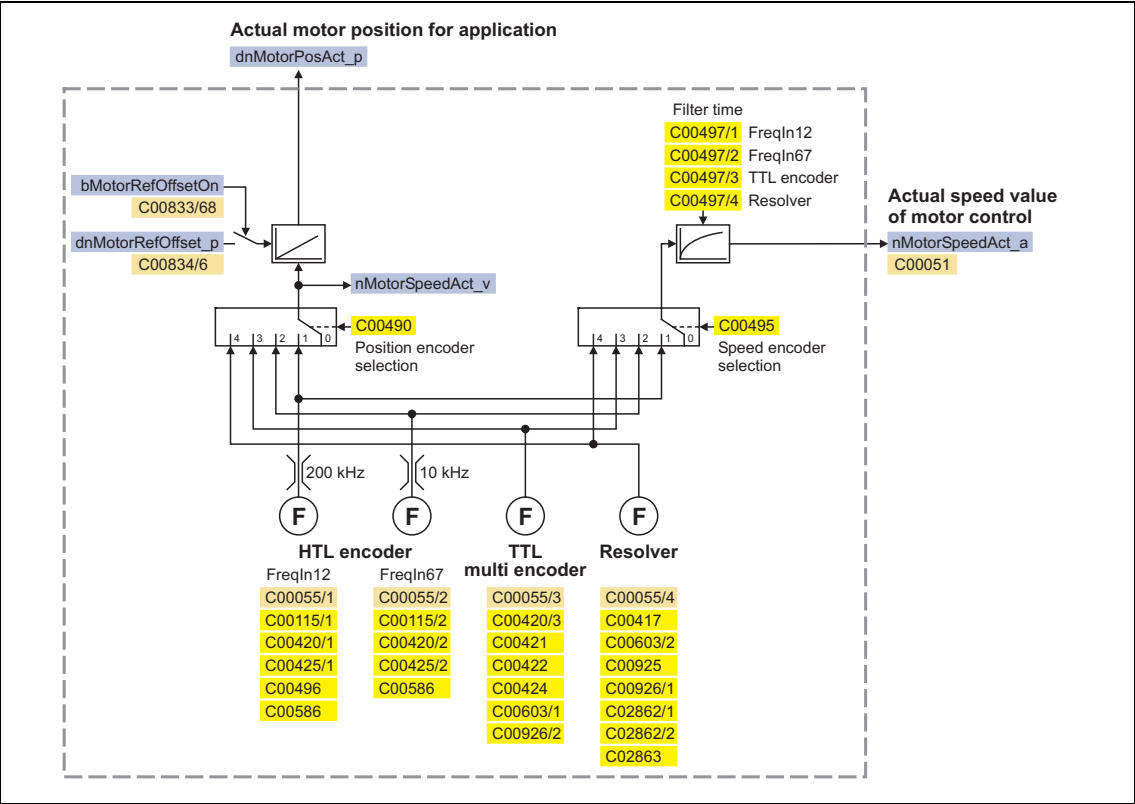 Actual motor position for application
dnMotorPosAct_p
Filter time
C00497/1 FreqIn12
C00497/2 FreqIn67
C00497/3 TTL encoder
C00497/4 Resolver
bMotorRefOffsetOn
C00833/68
dnMotorRefOffset_p
C00834/6
Actual speed value
of motor control
nMotorSpeedAct_a
C00051
nMotorSpeedAct_v
4 3 2 1 0
C00490
Position encoder
selection
4 3 2 1 0
C00495
Speed encoder
selection
200 kHz
10 kHz
F F F F
HTL encoder
TTL
multi encoder
Resolver
FreqIn12
C00055/1
C00115/1
C00420/1
C00425/1
C00496
C00586
FreqIn67
C00055/2
C00115/2
C00420/2
C00425/2
C00586
C00055/3
C00420/3
C00421
C00422
C00424
C00603/1
C00926/2
C00055/4
C00417
C00603/2
C00925
C00926/1
C02862/1
C02862/2
C02863